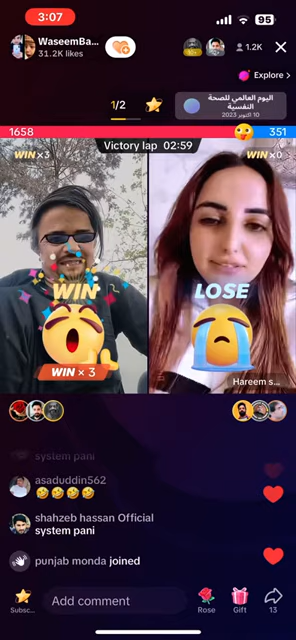 3:07
95
WaseemBa...
31.2K likes
1.2K
Explore >
1/2
اليوم العالمي للصحة
النفسية
10 اكتوبر 2023
1658
351
Victory lap 02:59
WIN×3
WIN×0
WIN
LOSE
WIN × 3
Hareem s...
system pani
asaduddin562
shahzeb hassan Official
system pani
punjab monda joined
Subsc...
Add comment
Rose
Gift
13